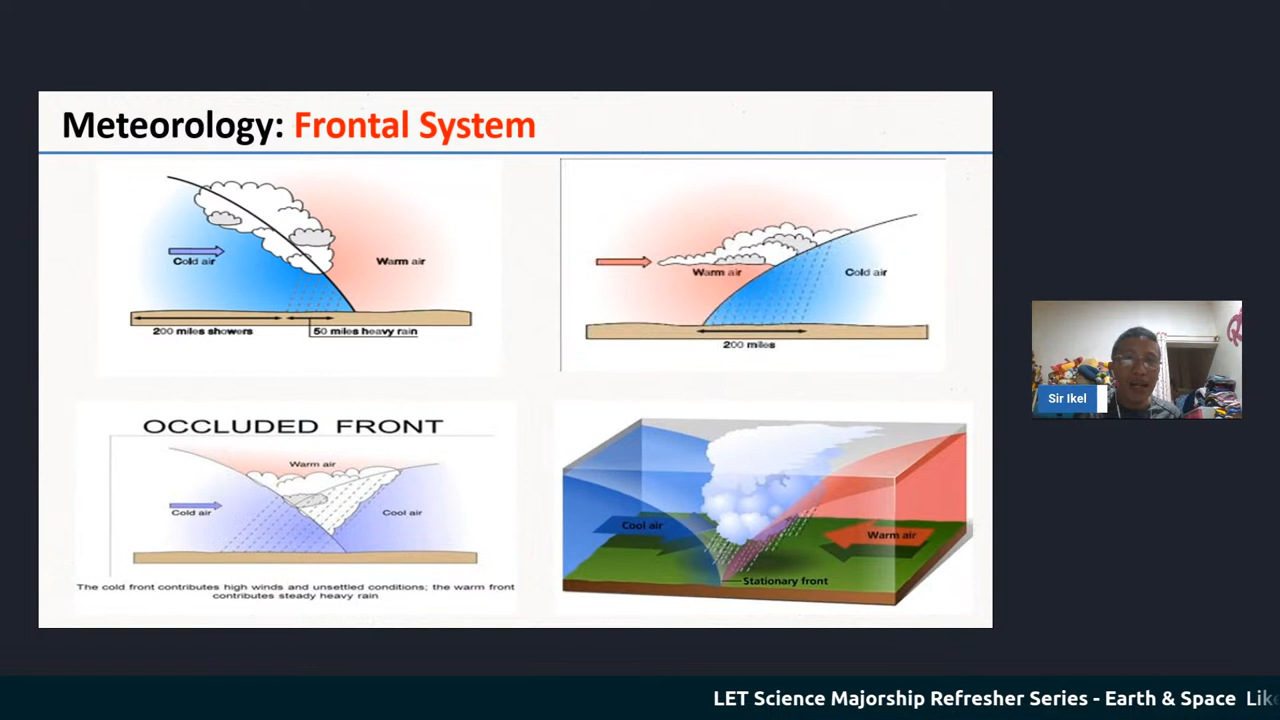 Meteorology: Frontal System
Cold air
Warm air
200 miles showers
50 miles heavy rain
Warm air
Cold air
200 miles
OCCLUDED FRONT
Warm air
Cold air
Cool air
The cold front contributes high winds and unsettled conditions; the warm front
contributes steady heavy rain
Cool air
Warm air
Stationary front
Sir Ikel
LET Science Majorship Refresher Series - Earth & Space Lik